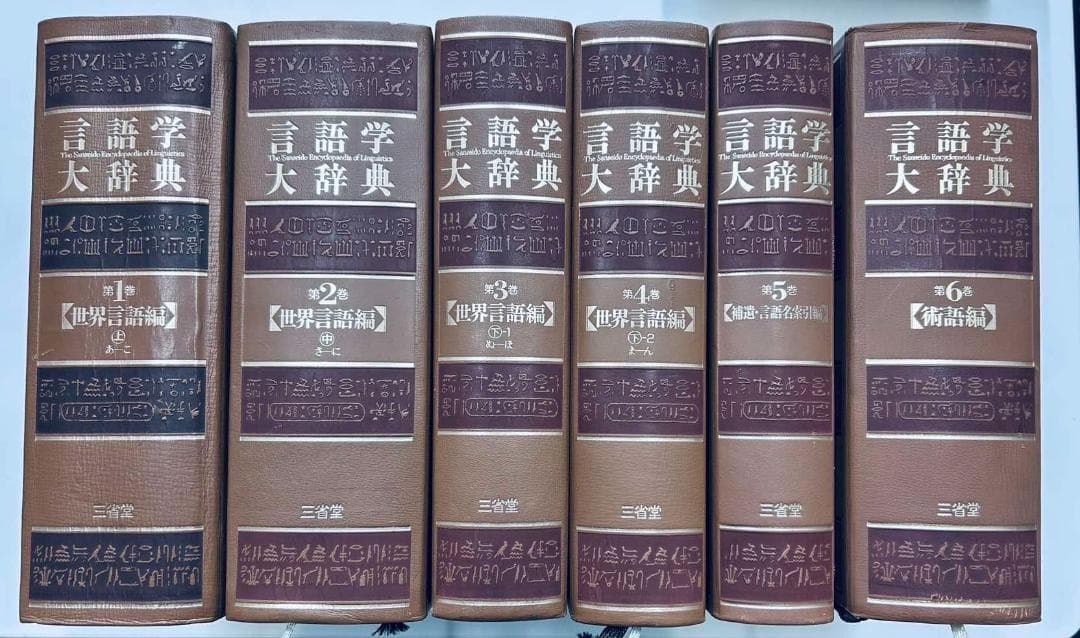 言語学
The Sanseido Encyclopaedia of Linguistics
大辞典
第1巻
【世界言語編】
上
あ―こ
三省堂
言語学
The Sanseido Encyclopaedia of Linguistics
大辞典
第2巻
【世界言語編】
中
さ―に
三省堂
言語学
The Sanseido Encyclopaedia of Linguistics
大辞典
第3巻
【世界言語編】
下-1
ぬ―ほ
三省堂
言語学
The Sanseido Encyclopaedia of Linguistics
大辞典
第4巻
【世界言語編】
下-2
ま―ん
三省堂
言語学
The Sanseido Encyclopaedia of Linguistics
大辞典
第5巻
【補遺・言語名索引編】
三省堂
言語学
The Sanseido Encyclopaedia of Linguistics
大辞典
第6巻
【術語編】
三省堂